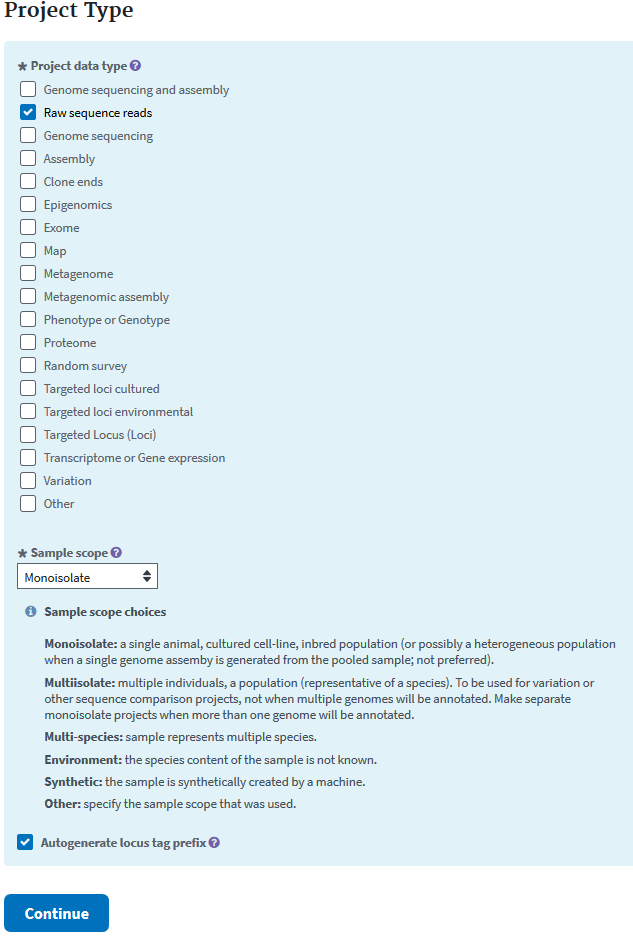 Project Type
* Project data type ?
Genome sequencing and assembly
Raw sequence reads
Genome sequencing
Assembly
Clone ends
Epigenomics
Exome
Map
Metagenome
Metagenomic assembly
Phenotype or Genotype
Proteome
Random survey
Targeted loci cultured
Targeted loci environmental
Targeted Locus (Loci)
Transcriptome or Gene expression
Variation
Other
* Sample scope ?
Monoisolate
i Sample scope choices
Monoisolate: a single animal, cultured cell-line, inbred population (or possibly a heterogeneous population
when a single genome assemby is generated from the pooled sample; not preferred).
Multiisolate: multiple individuals, a population (representative of a species). To be used for variation or
other sequence comparison projects, not when multiple genomes will be annotated. Make separate
monoisolate projects when more than one genome will be annotated.
Multi-species: sample represents multiple species.
Environment: the species content of the sample is not known.
Synthetic: the sample is synthetically created by a machine.
Other: specify the sample scope that was used.
Autogenerate locus tag prefix ?
Continue